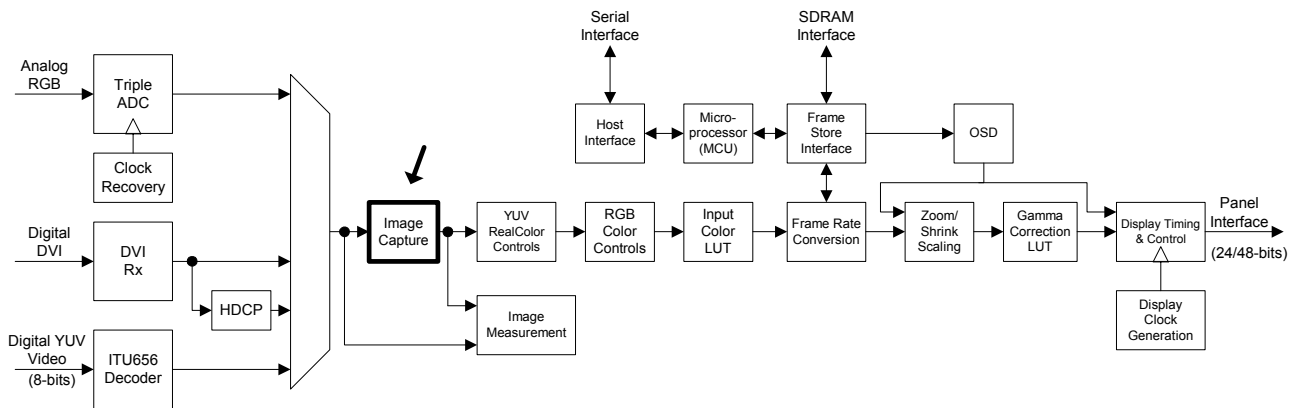 Serial
Interface
SDRAM
Interface
Analog
RGB
Triple
ADC
Clock
Recovery
Digital
DVI
DVI
Rx
HDCP
Digital YUV
Video
(8-bits)
ITU656
Decoder
Image
Capture
Host
Interface
Micro-
processor
(MCU)
Frame
Store
Interface
OSD
YUV
RealColor
Controls
RGB
Color
Controls
Input
Color
LUT
Frame Rate
Conversion
Zoom/
Shrink
Scaling
Gamma
Correction
LUT
Display Timing
& Control
Panel
Interface
(24/48-bits)
Image
Measurement
Display
Clock
Generation